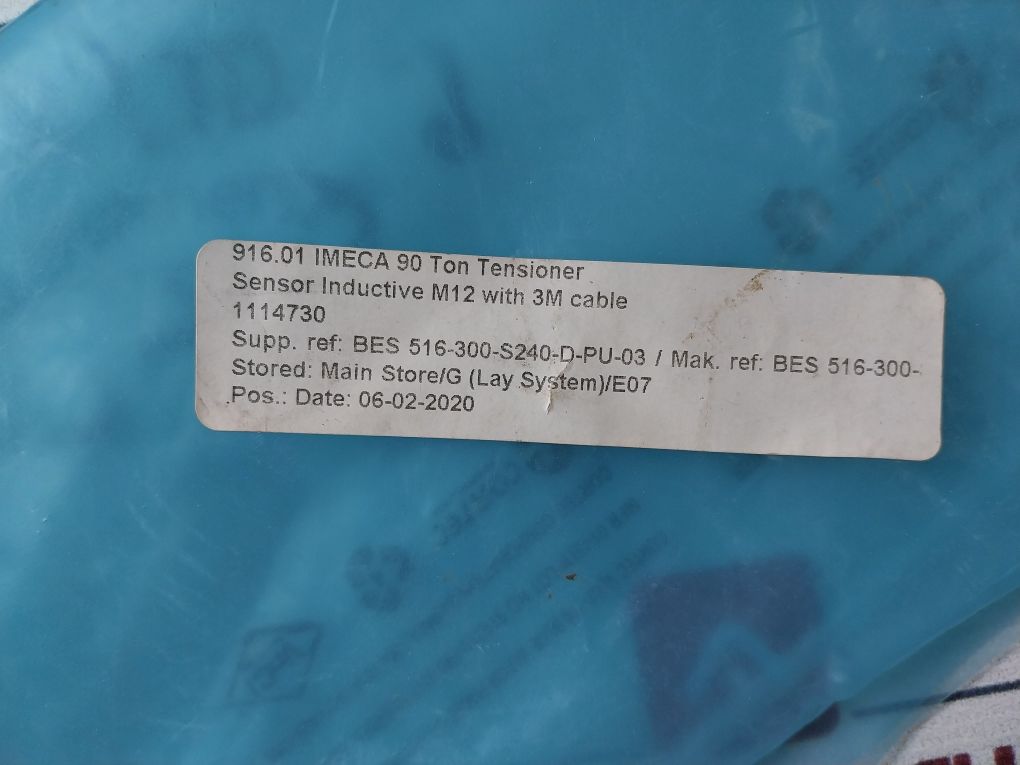 916.01 IMECA 90 Ton Tensioner
Sensor Inductive M12 with 3M cable
1114730
Supp. ref: BES 516-300-S240-D-PU-03 / Mak. ref: BES 516-300-
Stored: Main Store/G (Lay System)/E07
Pos.: Date: 06-02-2020